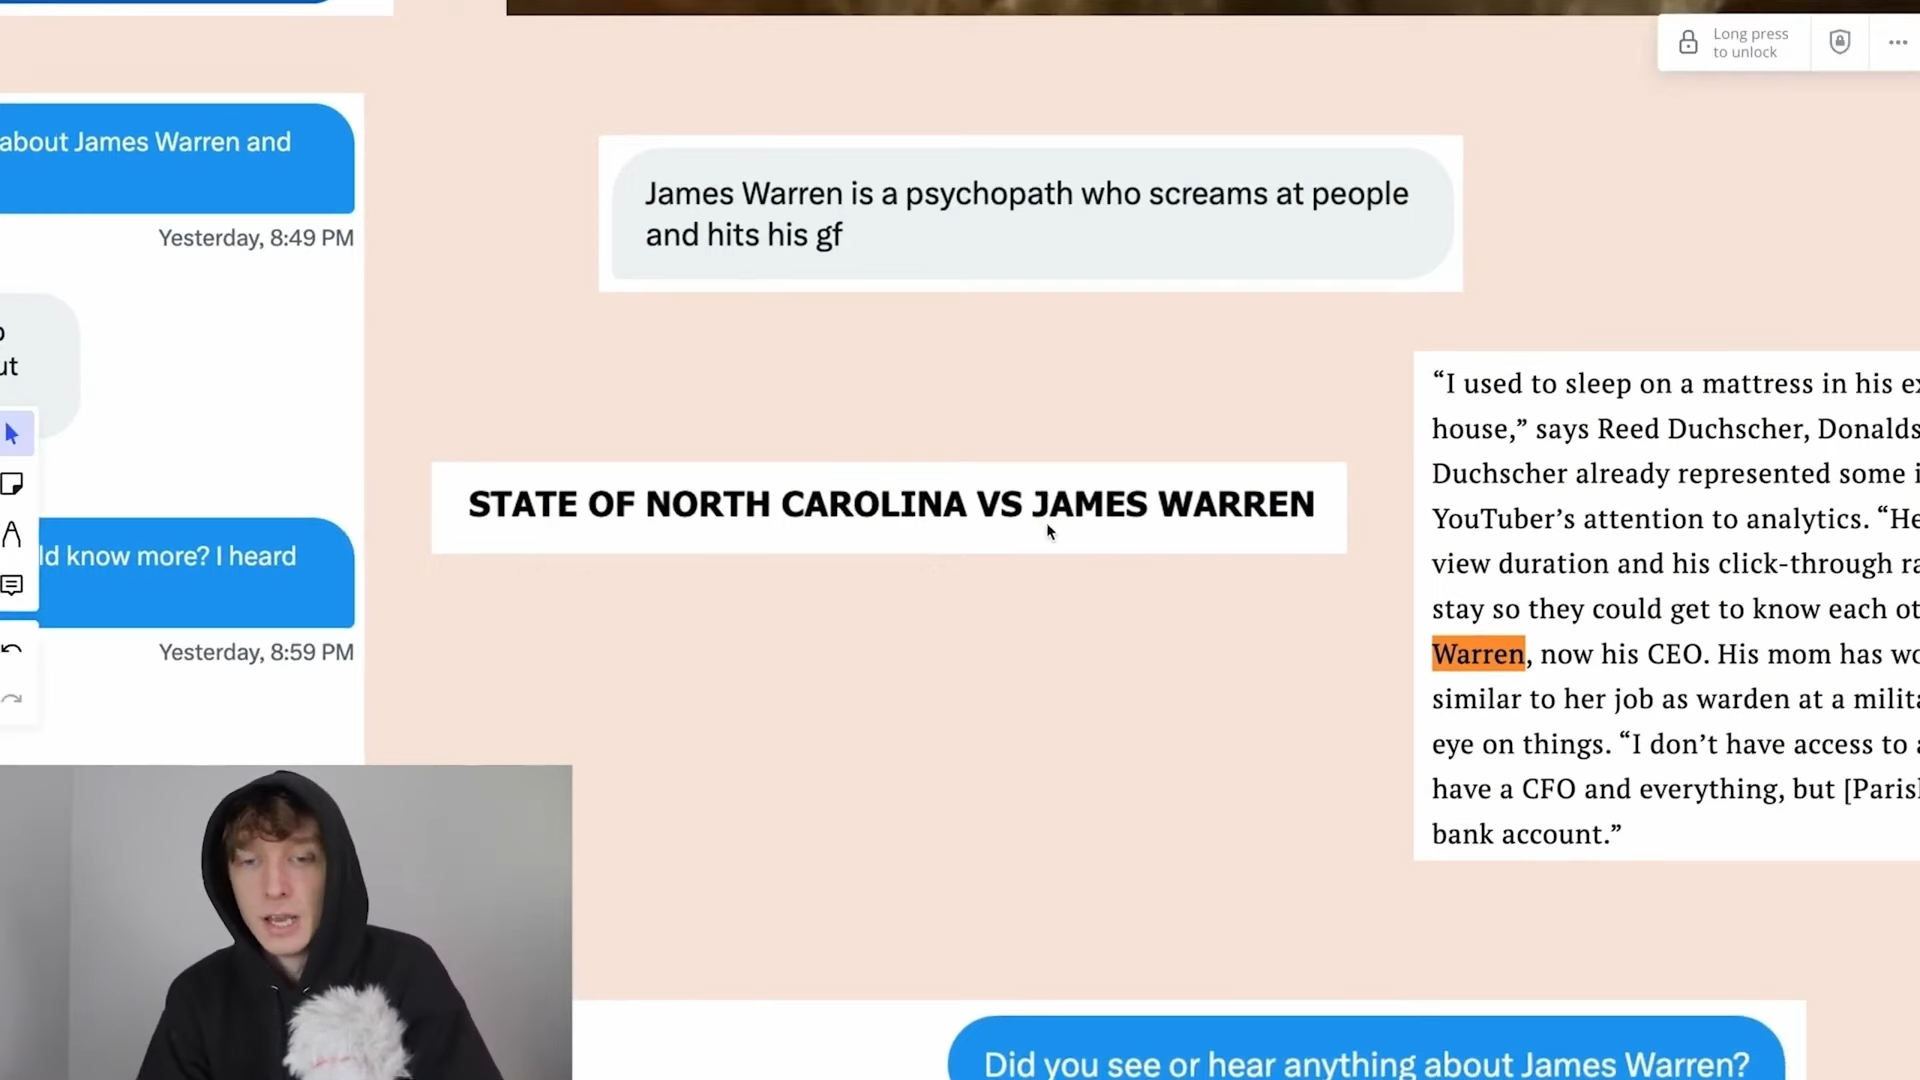 Long press
to unlock
about James Warren and
Yesterday, 8:49 PM
James Warren is a psychopath who screams at people
and hits his gf
ut
STATE OF NORTH CAROLINA VS JAMES WARREN
ld know more? I heard
Yesterday, 8:59 PM
“I used to sleep on a mattress in his ex
house,” says Reed Duchscher, Donalds
Duchscher already represented some i
YouTuber’s attention to analytics. “He
view duration and his click-through ra
stay so they could get to know each ot
Warren, now his CEO. His mom has wo
similar to her job as warden at a milita
eye on things. “I don’t have access to a
have a CFO and everything, but [Paris
bank account.”
Did you see or hear anything about James Warren?